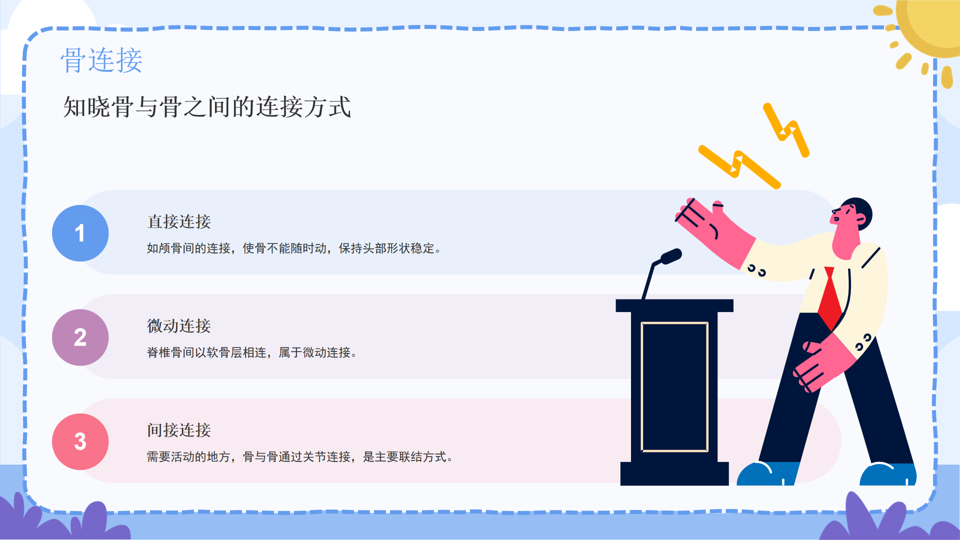 骨连接
知晓骨与骨之间的连接方式
1
直接连接
如颅骨间的连接，使骨不能随时动，保持头部形状稳定。
2
微动连接
脊椎骨间以软骨层相连，属于微动连接。
3
间接连接
需要活动的地方，骨与骨通过关节连接，是主要联结方式。